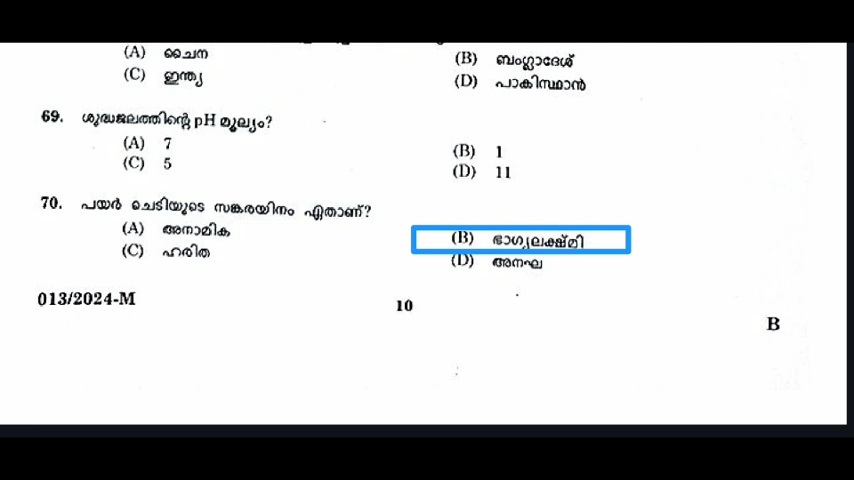 (A) ചൈന
(B) ബംഗ്ലാദേശ്
(C) ഇന്ത്യ
(D) പാകിസ്ഥാൻ
69. ശുദ്ധജലത്തിന്റെ pH മൂല്യം?
(A) 7
(B) 1
(C) 5
(D) 11
70. പയർ ചെടിയുടെ സങ്കരയിനം ഏതാണ്?
(A) അനാമിക
(B) ഭാഗ്യലക്ഷ്മി
(C) ഹരിത
(D) അനഘ
013/2024-M
10
B